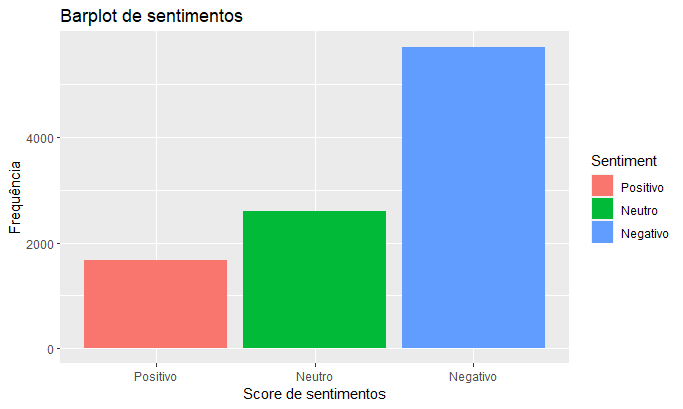 Barplot de sentimentos
Frequência
4000
2000
0
Positivo
Neutro
Negativo
Score de sentimentos
Sentiment
Positivo
Neutro
Negativo